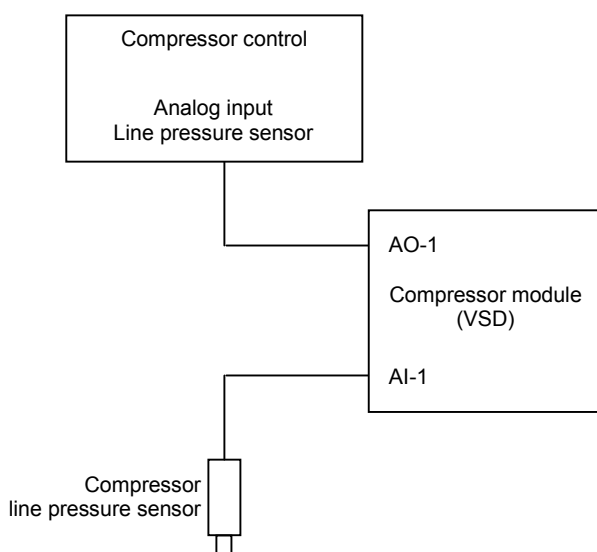 Compressor control
Analog input
Line pressure sensor
AO-1
Compressor module
(VSD)
AI-1
Compressor
line pressure sensor